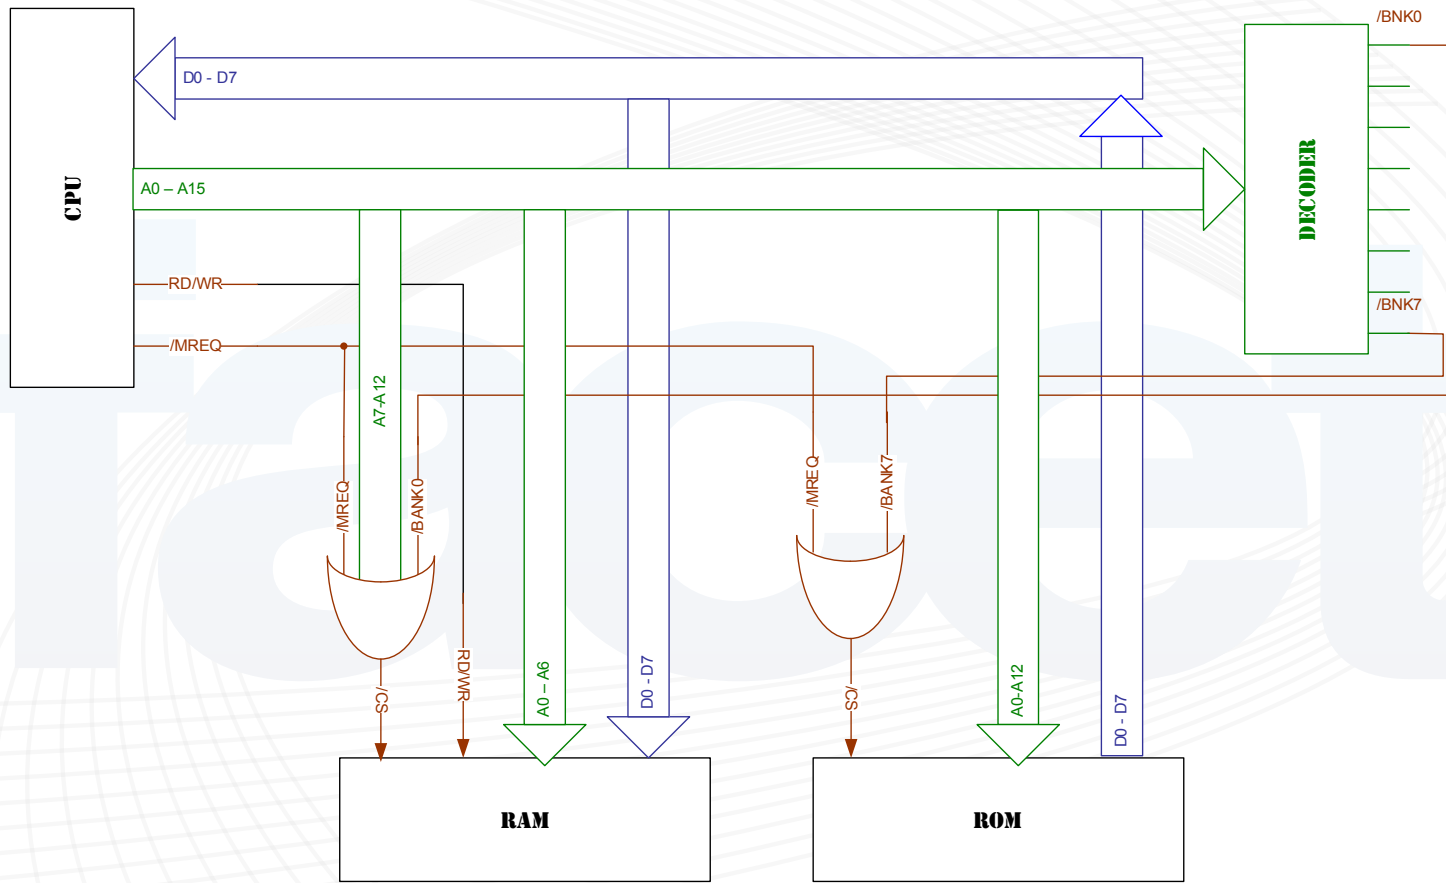 /BNK0
D0 - D7
CPU
A0 – A15
DECODER
RD/WR
/BNK7
/MREQ
A7-A12
/MREQ
/BANK0
/MREQ
/BANK7
/CS
RD/WR
A0 – A6
D0 - D7
/CS
A0-A12
D0 - D7
RAM
ROM